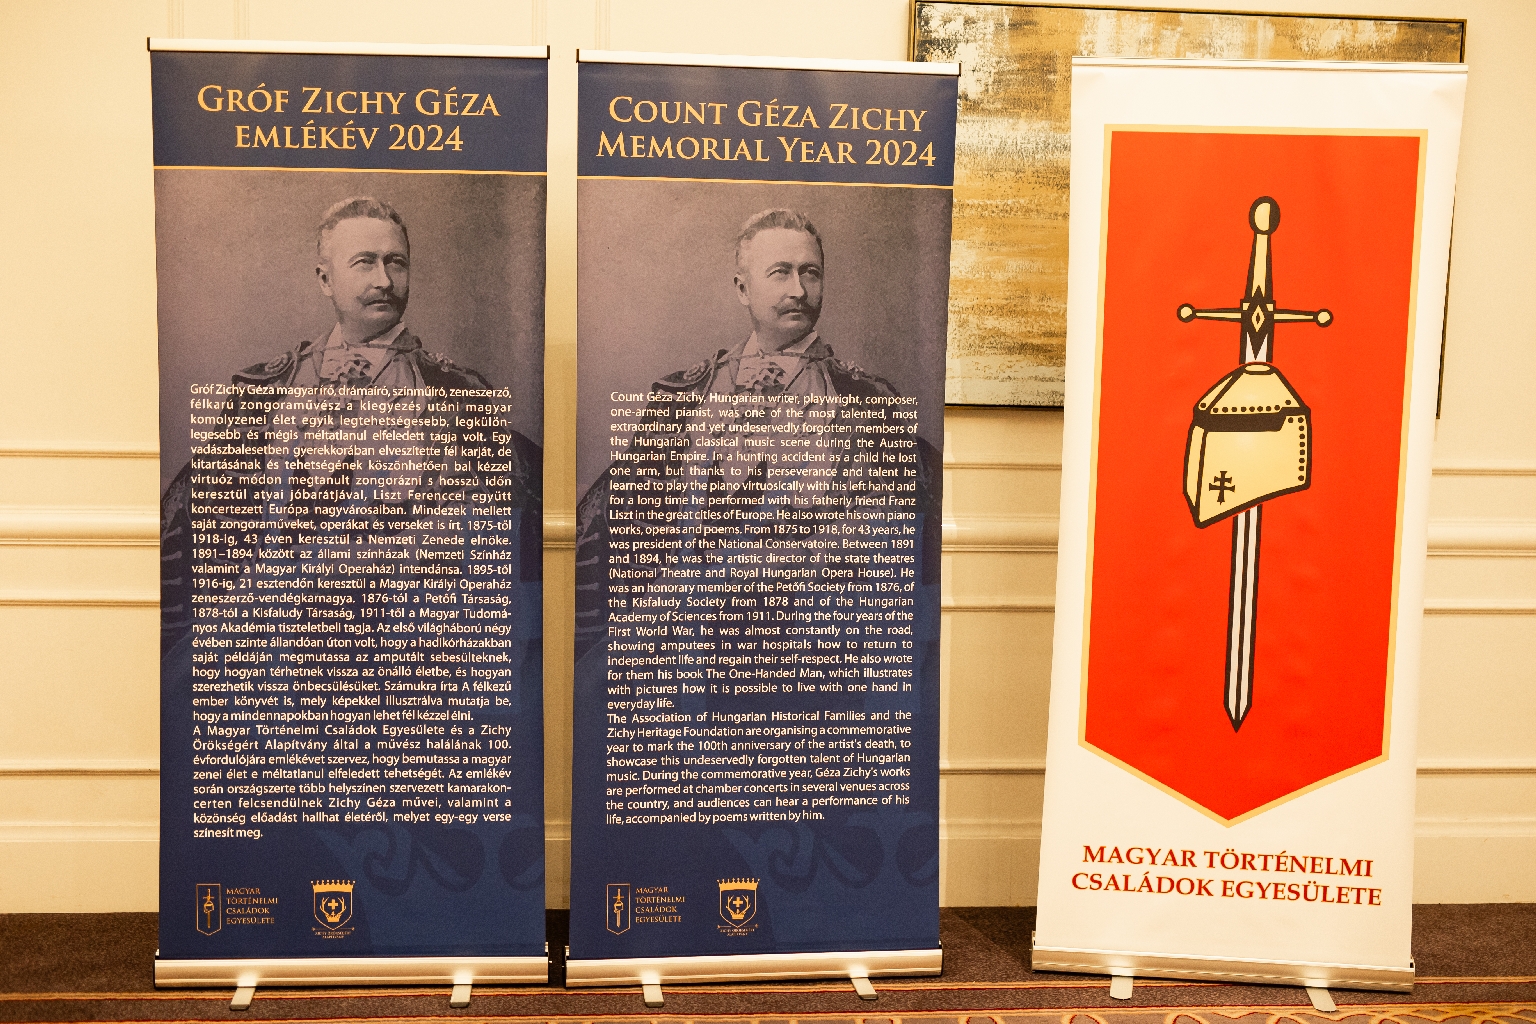 GRÓF ZICHY GÉZA
EMLÉKÉV 2024
Gróf Zichy Géza magyar író, drámaíró, színműíró, zeneszerző,
félkarú zongoraművész a kiegyezés utáni magyar
komolyzenei élet egyik legtehetségesebb, legkülön-
legesebb és mégis méltatlanul elfeledett tagja volt. Egy
vadászbalesetben gyerekkorában elveszítette fél karját, de
kitartásának és tehetségének köszönhetően bal kézzel
virtuóz módon megtanult zongorázni s hosszú időn
keresztül atyai jóbarátjával, Liszt Ferenccel együtt
koncertezett Európa nagyvárosaiban. Mindezek mellett
saját zongoraműveket, operákat és verseket is írt. 1875-től
1918-ig, 43 éven keresztül a Nemzeti Zenede elnöke.
1891–1894 között az állami színházak (Nemzeti Színház
valamint a Magyar Királyi Operaház) intendánsa. 1895-től
1916-ig, 21 esztendőn keresztül a Magyar Királyi Operaház
zeneszerző-vendégkarnagya. 1876-tól a Petőfi Társaság,
1878-tól a Kisfaludy Társaság, 1911-től a Magyar Tudomá-
nyos Akadémia tiszteletbeli tagja. Az első világháború négy
évében szinte állandóan úton volt, hogy a hadikórházakban
saját példáján megmutassa az amputált sebesülteknek,
hogy hogyan térhetnek vissza az önálló életbe, és hogyan
szerezhetik vissza önbecsülésüket. Számukra írta A félkezű
ember könyvét is, mely képekkel illusztrálva mutatja be,
hogy a mindennapokban hogyan lehet fél kézzel élni.
A Magyar Történelmi Családok Egyesülete és a Zichy
Örökségért Alapítvány által a művész halálának 100.
évfordulójára emlékévet szervez, hogy bemutassa a magyar
zenei élet e méltatlanul elfeledett tehetségét. Az emlékév
során országszerte több helyszínen szervezett kamarakon-
certen felcsendülnek Zichy Géza művei, valamint a
közönség előadást hallhat életéről, melyet egy-egy verse
színesít meg.
MAGYAR
TÖRTÉNELMI
CSALÁDOK
EGYESÜLETE
ZICHY ÖRÖKSÉGÉRT
ALAPÍTVÁNY
COUNT GÉZA ZICHY
MEMORIAL YEAR 2024
Count Géza Zichy, Hungarian writer, playwright, composer,
one-armed pianist, was one of the most talented, most
extraordinary and yet undeservedly forgotten members of
the Hungarian classical music scene during the Austro-
Hungarian Empire. In a hunting accident as a child he lost
one arm, but thanks to his perseverance and talent he
learned to play the piano virtuosically with his left hand and
for a long time he performed with his fatherly friend Franz
Liszt in the great cities of Europe. He also wrote his own piano
works, operas and poems. From 1875 to 1918, for 43 years, he
was president of the National Conservatoire. Between 1891
and 1894, he was the artistic director of the state theatres
(National Theatre and Royal Hungarian Opera House). He
was an honorary member of the Petőfi Society from 1876, of
the Kisfaludy Society from 1878 and of the Hungarian
Academy of Sciences from 1911. During the four years of the
First World War, he was almost constantly on the road,
showing amputees in war hospitals how to return to
independent life and regain their self-respect. He also wrote
for them his book The One-Handed Man, which illustrates
with pictures how it is possible to live with one hand in
everyday life.
The Association of Hungarian Historical Families and the
Zichy Heritage Foundation are organising a commemorative
year to mark the 100th anniversary of the artist's death, to
showcase this undeservedly forgotten talent of Hungarian
music. During the commemorative year, Géza Zichy's works
are performed at chamber concerts in several venues across
the country, and audiences can hear a performance of his
life, accompanied by poems written by him.
MAGYAR
TÖRTÉNELMI
CSALÁDOK
EGYESÜLETE
ZICHY ÖRÖKSÉGÉRT
ALAPÍTVÁNY
MAGYAR TÖRTÉNELMI
CSALÁDOK EGYESÜLETE